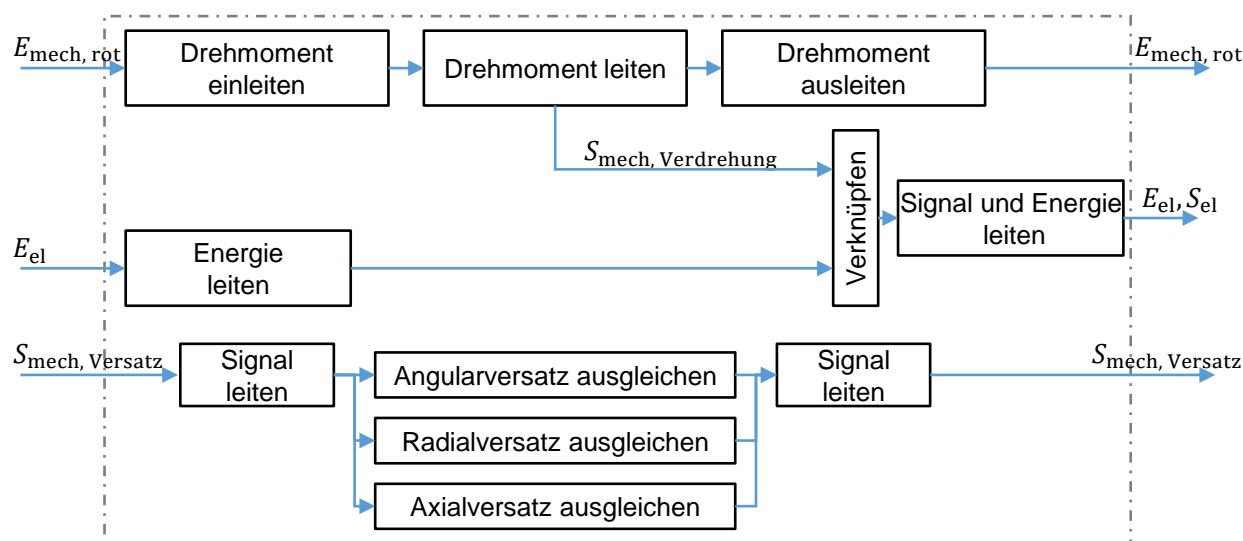 E_mech, rot
Drehmoment
einleiten
Drehmoment leiten
Drehmoment
ausleiten
E_mech, rot
S_mech, Verdrehung
Verknüpfen
Signal und Energie
leiten
E_el, S_el
E_el
Energie
leiten
S_mech, Versatz
Signal
leiten
Angularversatz ausgleichen
Signal
leiten
S_mech, Versatz
Radialversatz ausgleichen
Axialversatz ausgleichen